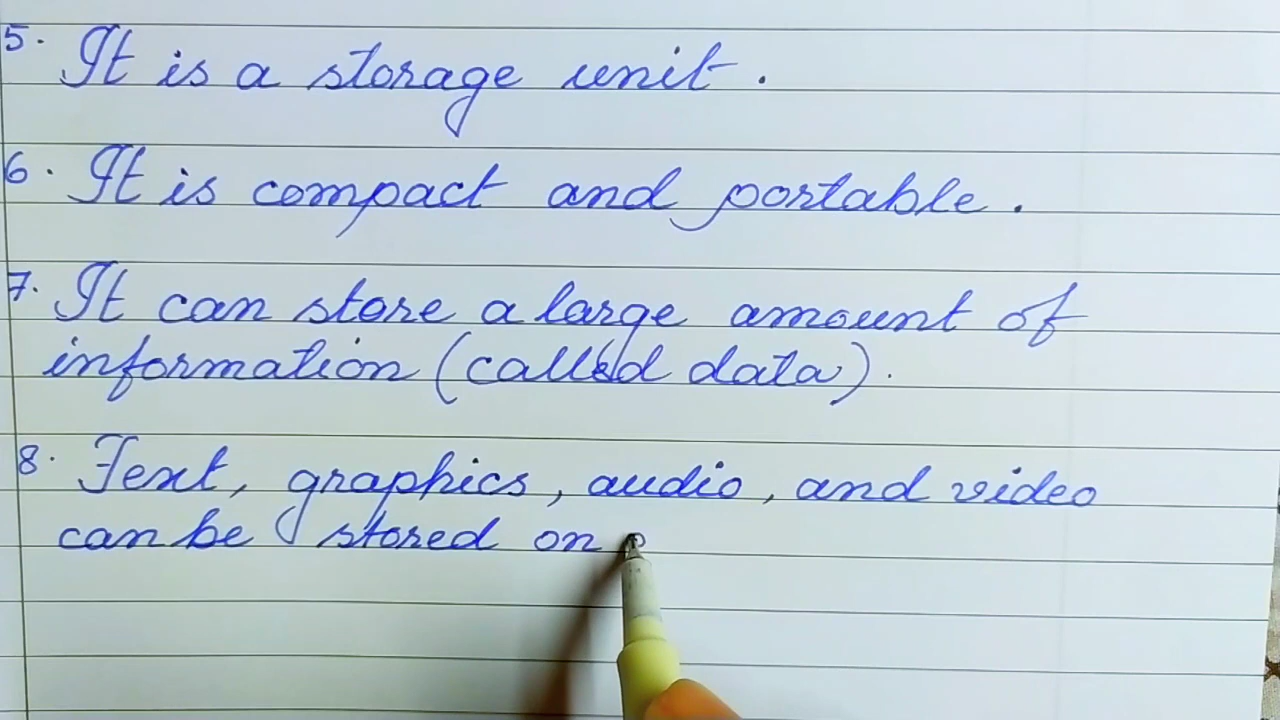 5. It is a storage unit.
6. It is compact and portable.
7. It can store a large amount of
information (called data).
8. Text, graphics, audio, and video
can be stored on